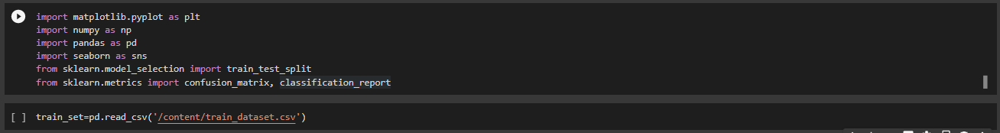 import matplotlib.pyplot as plt
import numpy as np
import pandas as pd
import seaborn as sns
from sklearn.model_selection import train_test_split
from sklearn.metrics import confusion_matrix, classification_report
[ ] train_set=pd.read_csv('/content/train_dataset.csv')